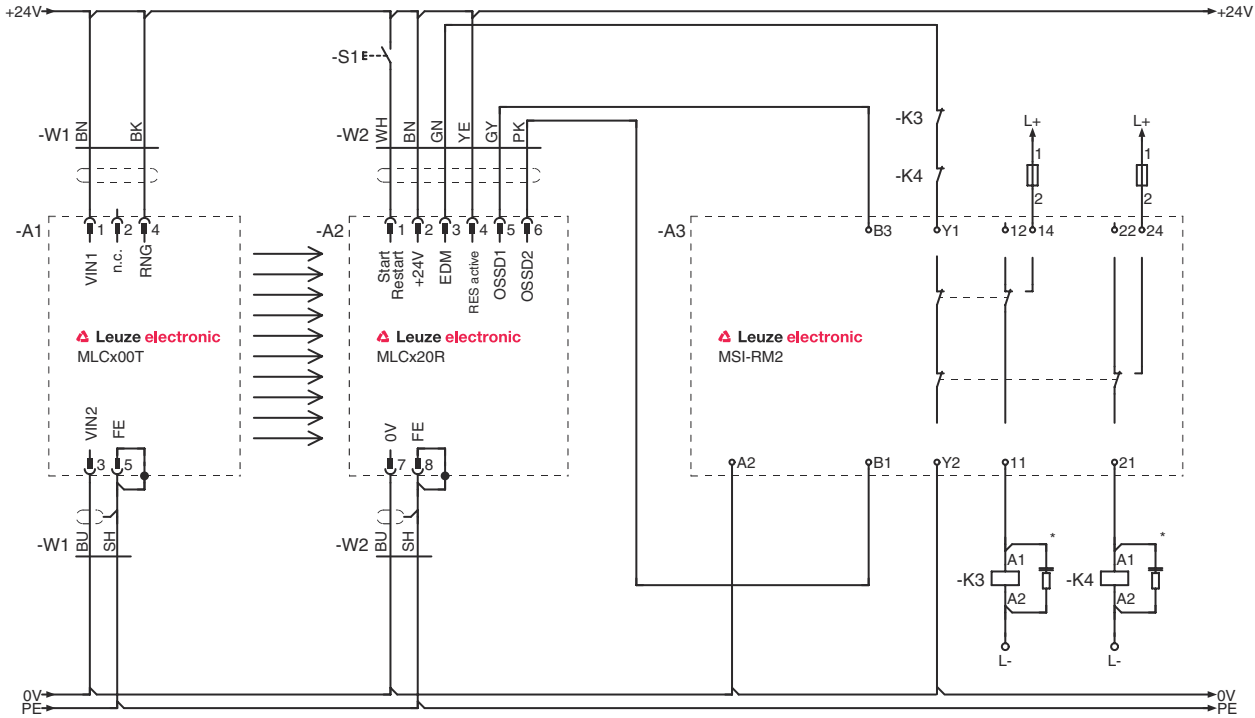 +24V +24V
-S1
-W1 BN BK
-W2 WH BN GN YE GY PK
-K3
-K4
L+ L+
1 1
2 2
-A1 1 2 4
VIN1 n.c. RNG
-A2 1 2 3 4 5 6
Start
Restart
+24V EDM RES active OSSD1 OSSD2
-A3 B3 Y1 12 14 22 24
Leuze electronic
MLCx00T
Leuze electronic
MLCx20R
Leuze electronic
MSI-RM2
VIN2 FE
3 5
0V FE
7 8
A2 B1 Y2 11 21
-W1 BU SH
-W2 BU SH
* *
-K3 A1 A2
-K4 A1 A2
L- L-
0V 0V
PE PE